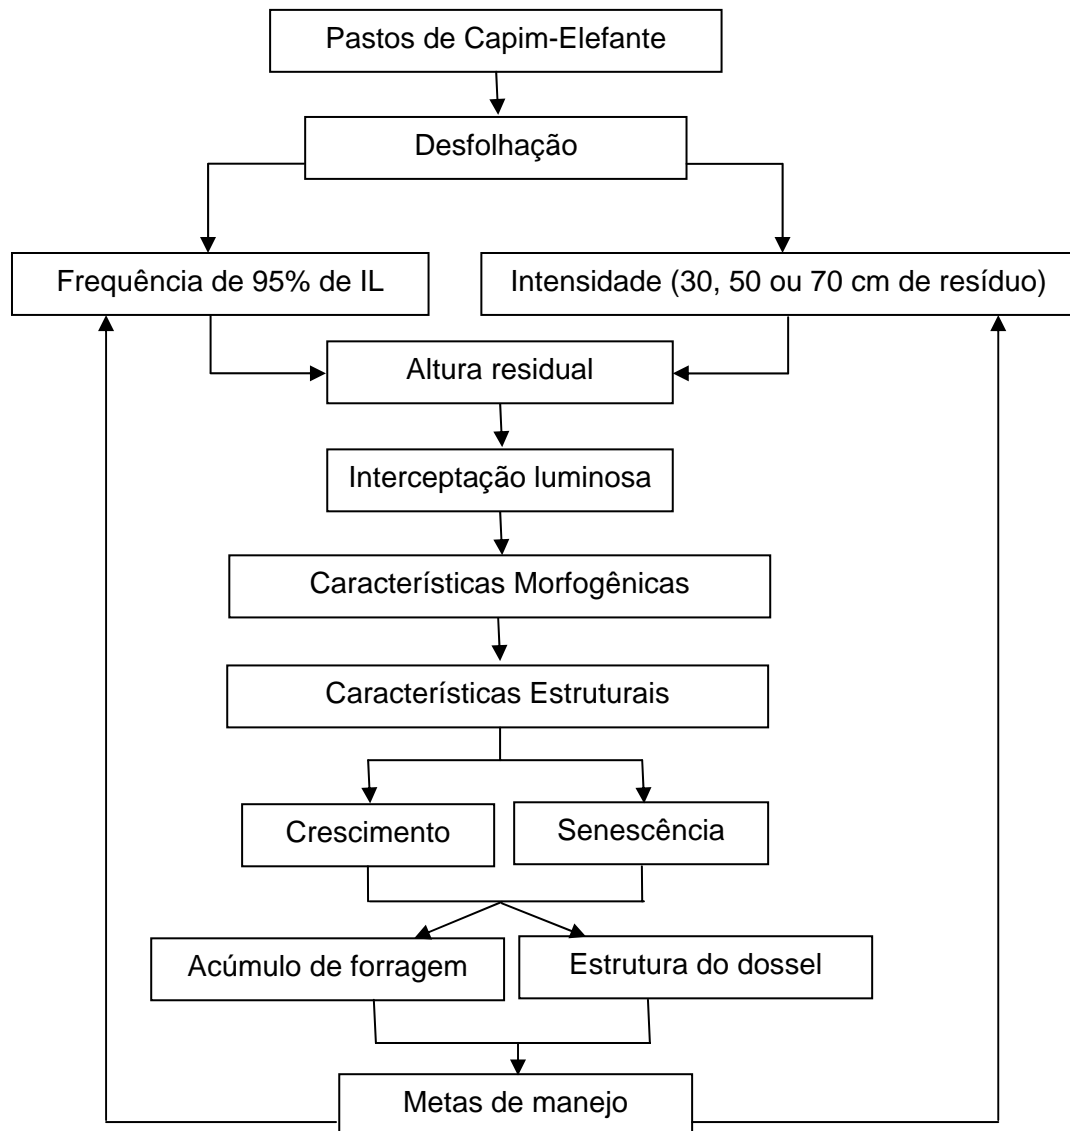 Pastos de Capim-Elefante
Desfolhação
Frequência de 95% de IL
Intensidade (30, 50 ou 70 cm de resíduo)
Altura residual
Interceptação luminosa
Características Morfogênicas
Características Estruturais
Crescimento
Senescência
Acúmulo de forragem
Estrutura do dossel
Metas de manejo